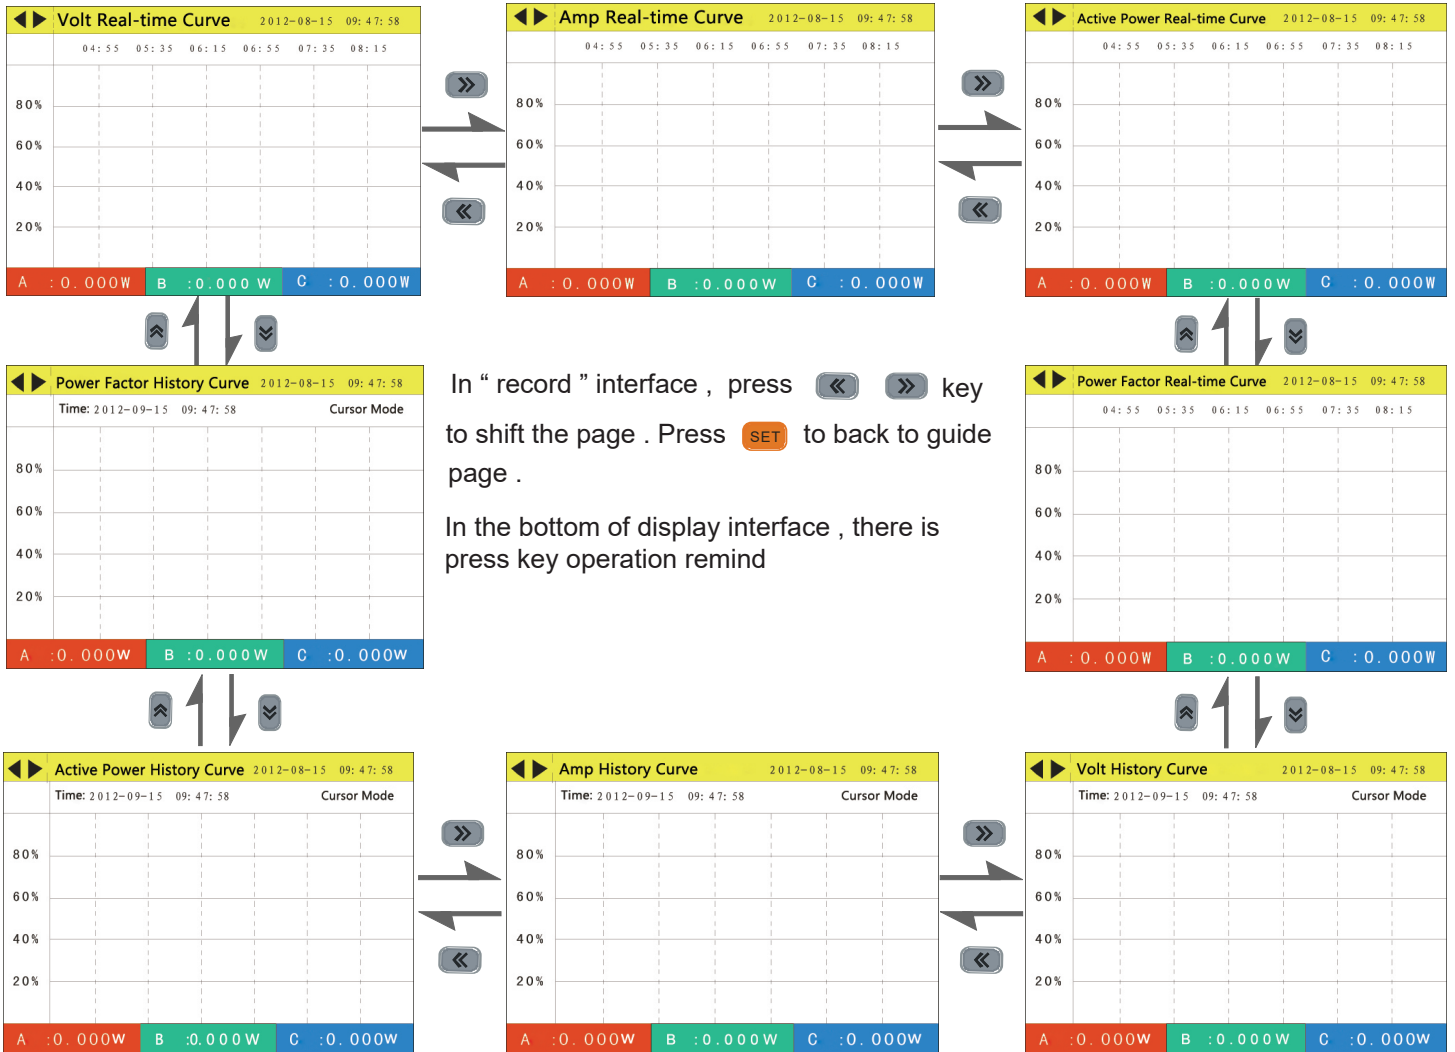 Volt Real-time Curve 2012-08-15 09:47:58
04:55 05:35 06:15 06:55 07:35 08:15
80%
60%
40%
20%
A :0.000W B :0.000 W C :0.000W
Amp Real-time Curve 2012-08-15 09:47:58
04:55 05:35 06:15 06:55 07:35 08:15
80%
60%
40%
20%
A :0.000W B :0.000W C :0.000W
Active Power Real-time Curve 2012-08-15 09:47:58
04:55 05:35 06:15 06:55 07:35 08:15
80%
60%
40%
20%
A :0.000W B :0.000W C :0.000W
Power Factor History Curve 2012-08-15 09:47:58
Time: 2012-09-15 09:47:58 Cursor Mode
80%
60%
40%
20%
A :0.000W B :0.000W C :0.000W
In “ record ” interface , press key
to shift the page . Press SET to back to guide
page .
In the bottom of display interface , there is
press key operation remind
Power Factor Real-time Curve 2012-08-15 09:47:58
04:55 05:35 06:15 06:55 07:35 08:15
80%
60%
40%
20%
A :0.000W B :0.000W C :0.000W
Active Power History Curve 2012-08-15 09:47:58
Time: 2012-09-15 09:47:58 Cursor Mode
80%
60%
40%
20%
A :0.000W B :0.000W C :0.000W
Amp History Curve 2012-08-15 09:47:58
Time: 2012-09-15 09:47:58 Cursor Mode
80%
60%
40%
20%
A :0.000W B :0.000W C :0.000W
Volt History Curve 2012-08-15 09:47:58
Time: 2012-09-15 09:47:58 Cursor Mode
80%
60%
40%
20%
A :0.000W B :0.000W C :0.000W